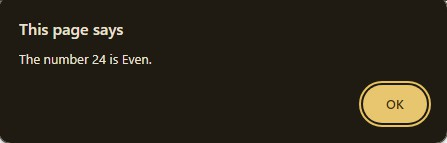 This page says
The number 24 is Even.
OK